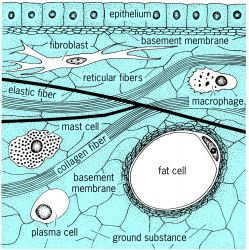 epithelium
fibroblast
basement membrane
reticular fibers
elastic fiber
macrophage
mast cell
collagen fiber
fat cell
basement
membrane
plasma cell
ground substance